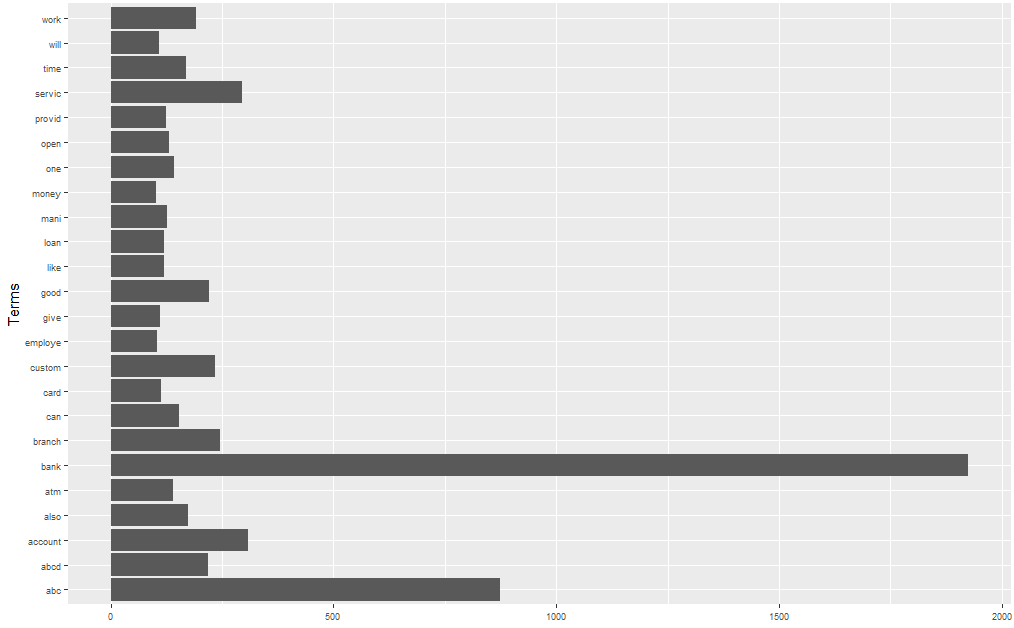 work
will
time
servic
provid
open
one
money
mani
loan
like
good
give
employe
custom
card
can
branch
bank
atm
also
account
abcd
abc
Terms
0 500 1000 1500 2000